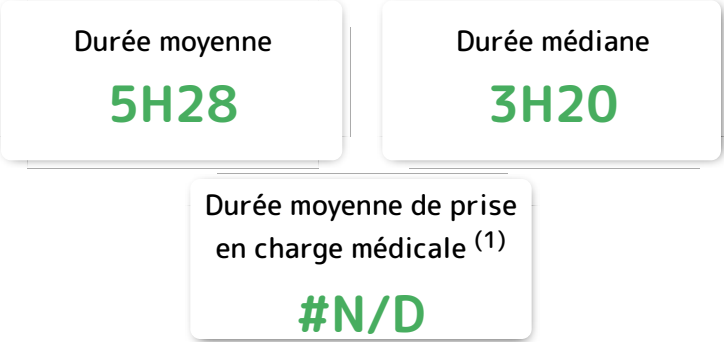 Durée moyenne
5H28
Durée médiane
3H20
Durée moyenne de prise
en charge médicale (1)
#N/D